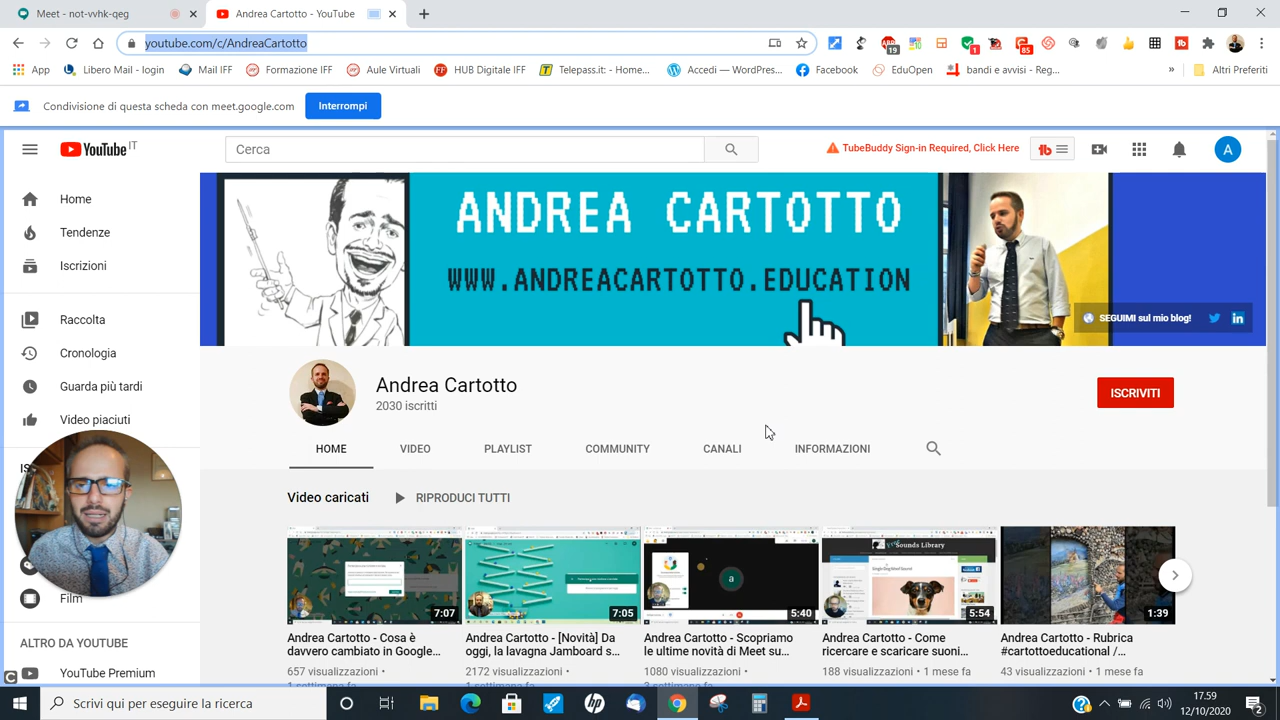 Meet - not-vvhk-qeg
Andrea Cartotto - YouTube
youtube.com/c/AndreaCartotto
App
Libero Mail - login
Mail IFF
Formazione IFF
Aule Virtuali
HUB Digitale IFF
Telepass.it: - Home...
Accedi — WordPres...
Facebook
EduOpen
bandi e avvisi - Reg...
Altri Preferiti
Condivisione di questa scheda con meet.google.com
Interrompi
YouTube IT
Cerca
TubeBuddy Sign-in Required, Click Here
A
Home
Tendenze
Iscrizioni
Raccolta
Cronologia
Guarda più tardi
Video piaciuti
Film
ALTRO DA YOUTUBE
YouTube Premium
ANDREA CARTOTTO
WWW.ANDREACARTOTTO.EDUCATION
SEGUIMI sul mio blog!
Andrea Cartotto
2030 iscritti
ISCRIVITI
HOME
VIDEO
PLAYLIST
COMMUNITY
CANALI
INFORMAZIONI
Video caricati
RIPRODUCI TUTTI
7:07
Andrea Cartotto - Cosa è
davvero cambiato in Google...
657 visualizzazioni •
7:05
Andrea Cartotto - [Novità] Da
oggi, la lavagna Jamboard s...
2172 visualizzazioni •
5:40
Andrea Cartotto - Scopriamo
le ultime novità di Meet su...
1080 visualizzazioni •
Sounds Library
5:54
Andrea Cartotto - Come
ricercare e scaricare suoni...
188 visualizzazioni • 1 mese fa
1:39
Andrea Cartotto - Rubrica
#cartottoeducational /...
43 visualizzazioni • 1 mese fa
Scrivi qui per eseguire la ricerca
17.59
12/10/2020